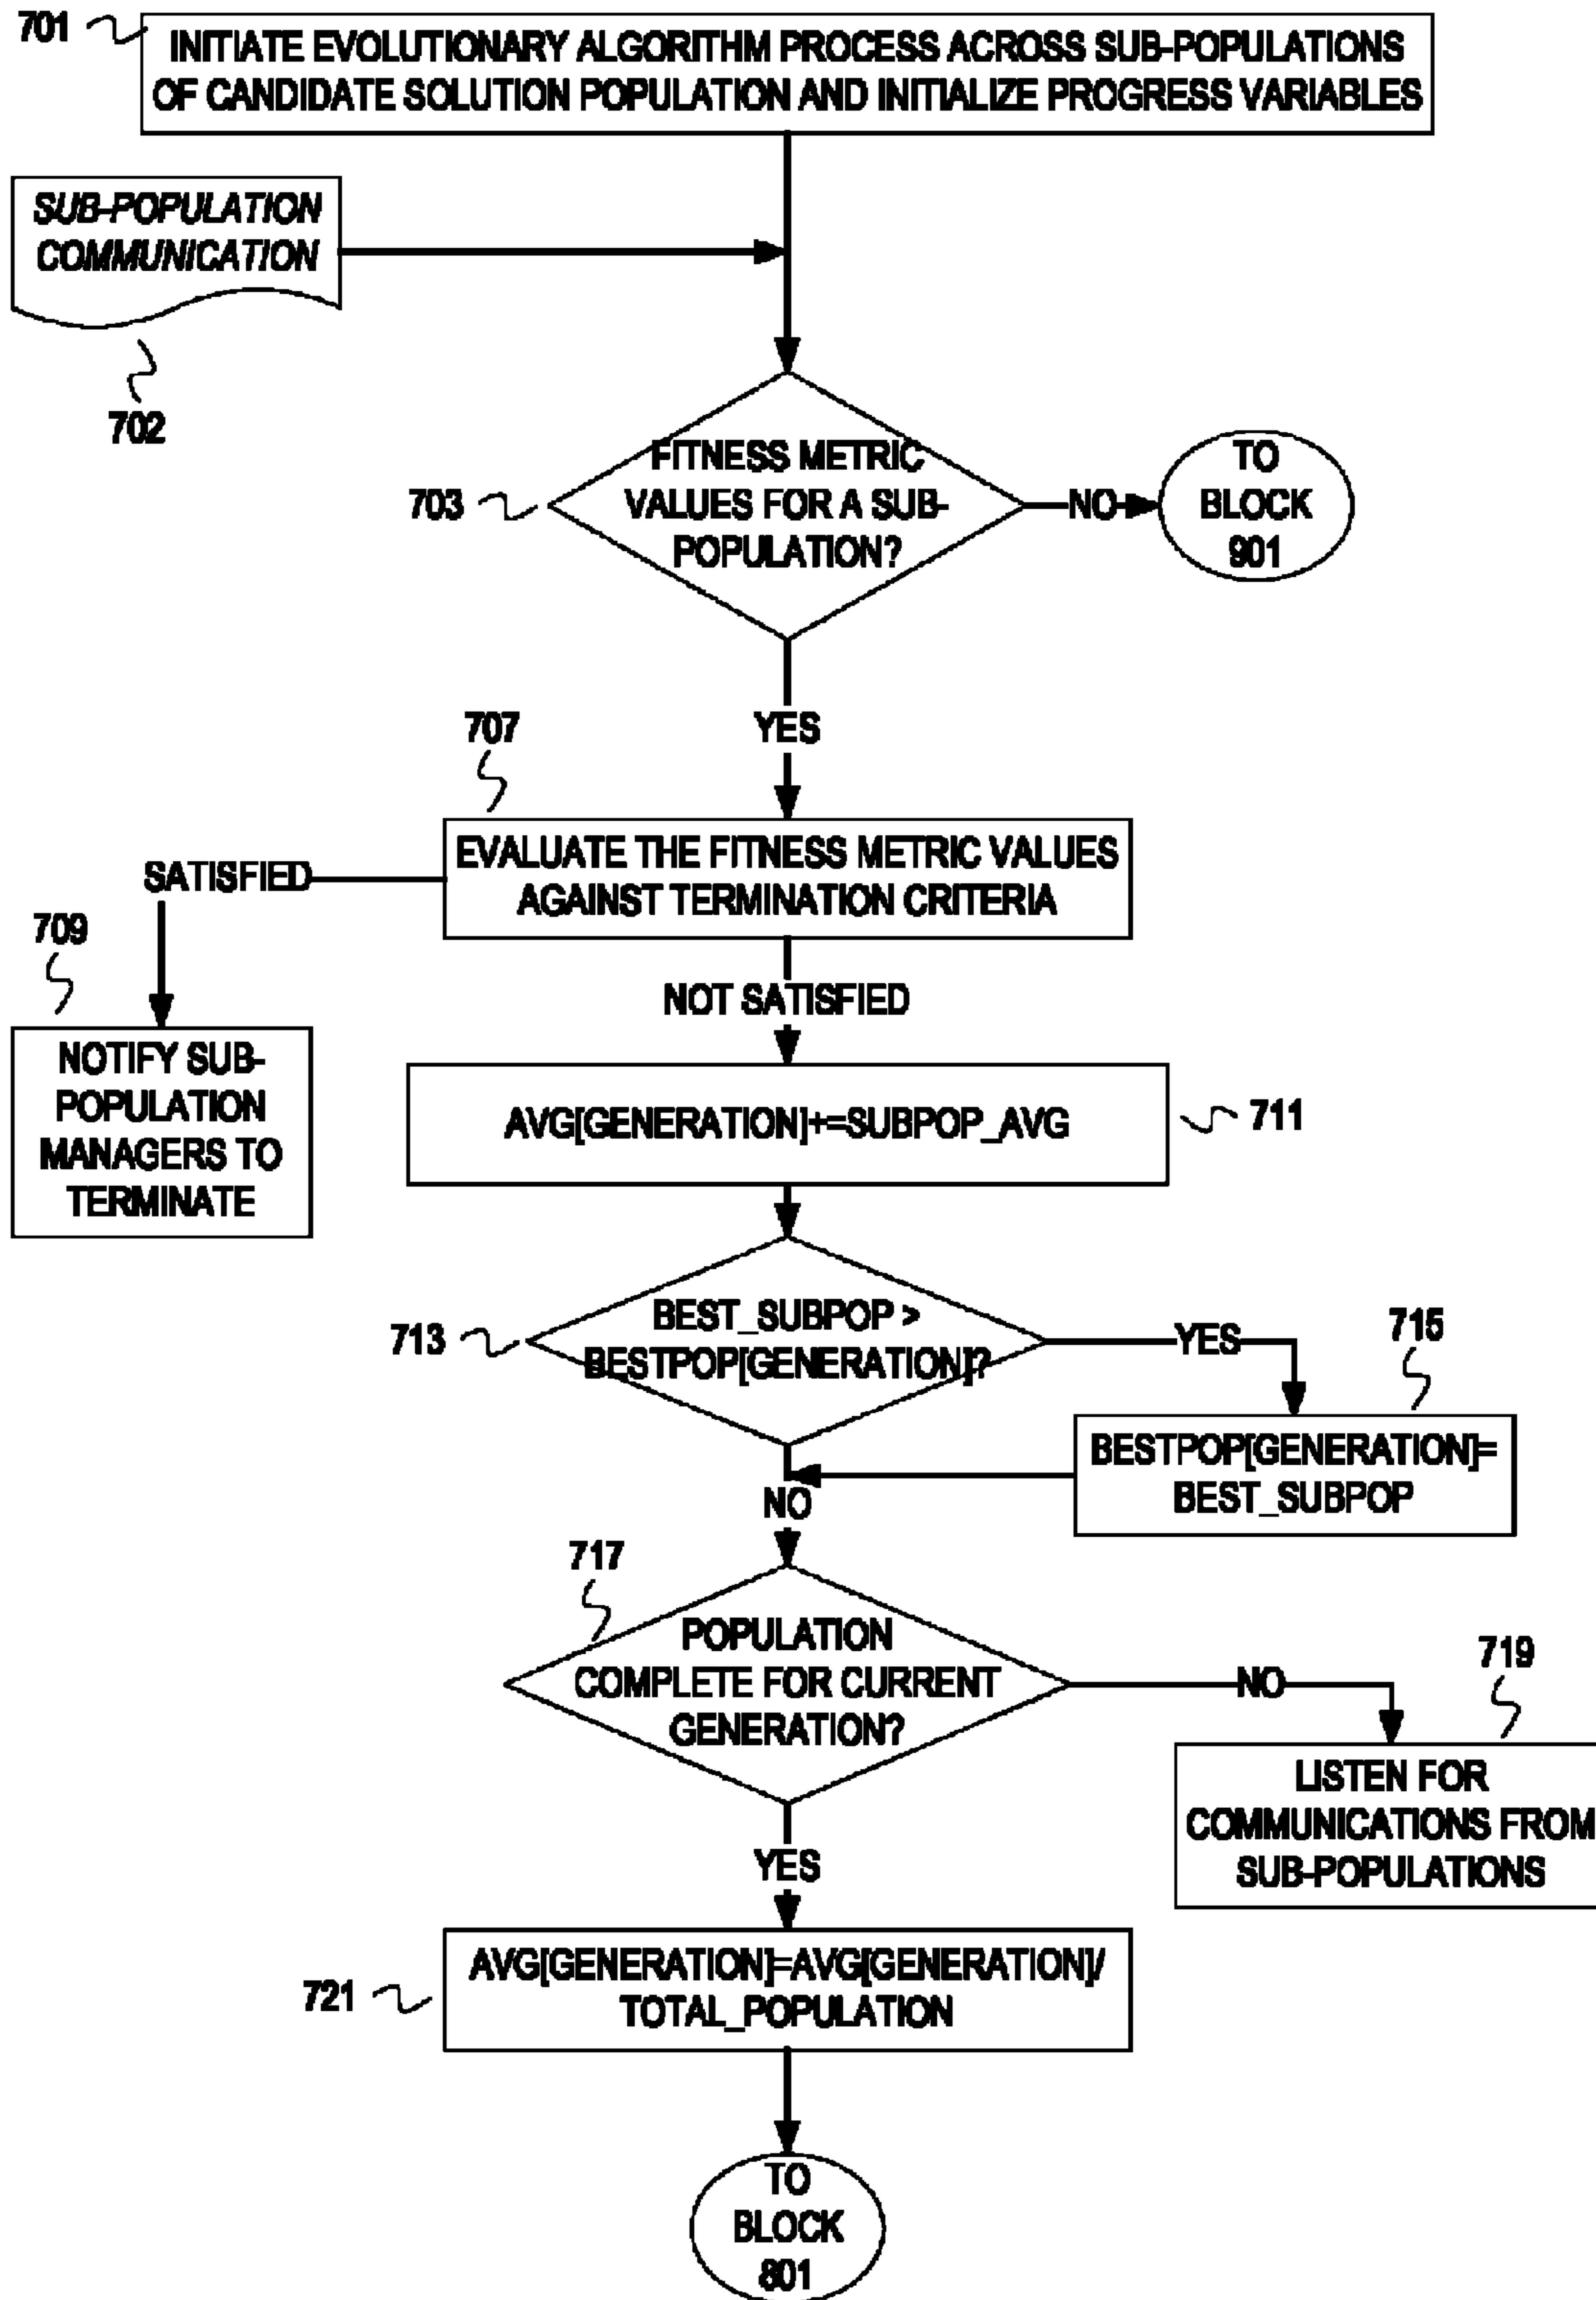 701
INITIATE EVOLUTIONARY ALGORITHM PROCESS ACROSS SUB-POPULATIONS
OF CANDIDATE SOLUTION POPULATION AND INITIALIZE PROGRESS VARIABLES
SUB-POPULATION
COMMUNICATION
702
703
FITNESS METRIC
VALUES FOR A SUB-
POPULATION?
NO
TO
BLOCK
901
YES
707
EVALUATE THE FITNESS METRIC VALUES
AGAINST TERMINATION CRITERIA
SATISFIED
709
NOTIFY SUB-
POPULATION
MANAGERS TO
TERMINATE
NOT SATISFIED
AVG[GENERATION]+=SUBPOP_AVG
711
713
BEST_SUBPOP >
BESTPOP[GENERATION]?
YES
715
BESTPOP[GENERATION]=
BEST_SUBPOP
NO
717
POPULATION
COMPLETE FOR CURRENT
GENERATION?
NO
719
LISTEN FOR
COMMUNICATIONS FROM
SUB-POPULATIONS
YES
721
AVG[GENERATION]=AVG[GENERATION]/
TOTAL_POPULATION
TO
BLOCK
801